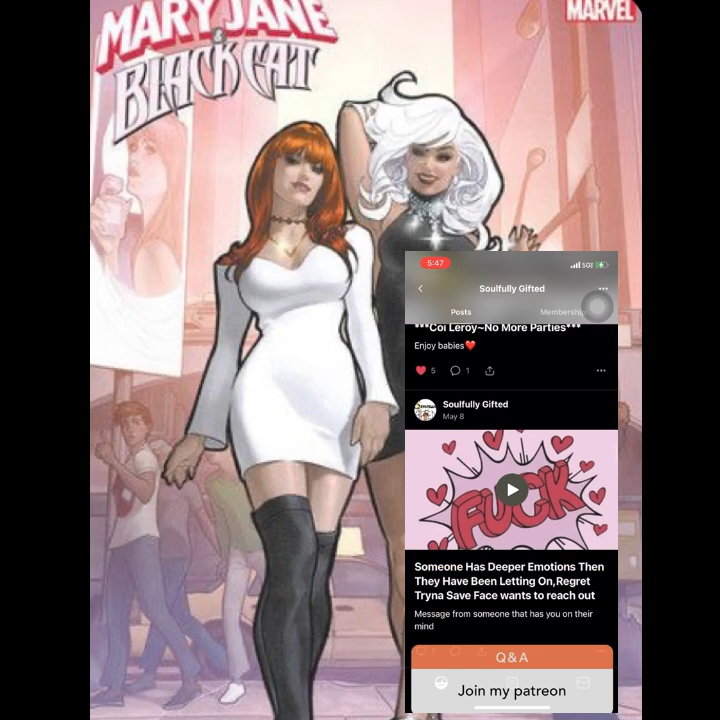 MARVEL
MARY JANE
&
BLACK CAT
5:47
5G
Soulfully Gifted
Posts
Membership
***Coi Leroy~No More Parties***
Enjoy babies❤️
5
1
Soulfully Gifted
May 8
FUCK
Someone Has Deeper Emotions Then
They Have Been Letting On,Regret
Tryna Save Face wants to reach out
Message from someone that has you on their
mind
Q&A
Join my patreon